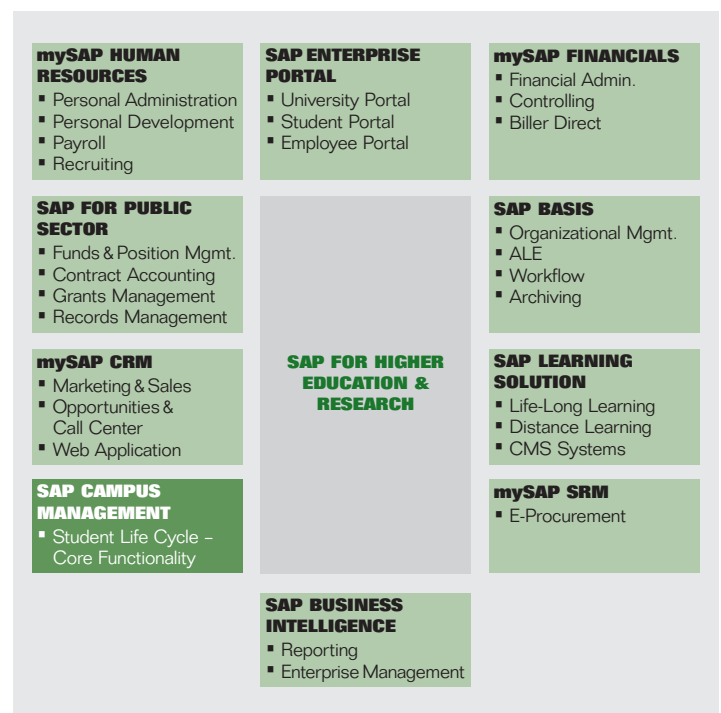 mySAP HUMAN
RESOURCES
▪ Personal Administration
▪ Personal Development
▪ Payroll
▪ Recruiting
SAP ENTERPRISE
PORTAL
▪ University Portal
▪ Student Portal
▪ Employee Portal
mySAP FINANCIALS
▪ Financial Admin.
▪ Controlling
▪ Biller Direct
SAP FOR PUBLIC
SECTOR
▪ Funds & Position Mgmt.
▪ Contract Accounting
▪ Grants Management
▪ Records Management
SAP BASIS
▪ Organizational Mgmt.
▪ ALE
▪ Workflow
▪ Archiving
mySAP CRM
▪ Marketing & Sales
▪ Opportunities &
Call Center
▪ Web Application
SAP FOR HIGHER
EDUCATION &
RESEARCH
SAP LEARNING
SOLUTION
▪ Life-Long Learning
▪ Distance Learning
▪ CMS Systems
SAP CAMPUS
MANAGEMENT
▪ Student Life Cycle –
Core Functionality
mySAP SRM
▪ E-Procurement
SAP BUSINESS
INTELLIGENCE
▪ Reporting
▪ Enterprise Management